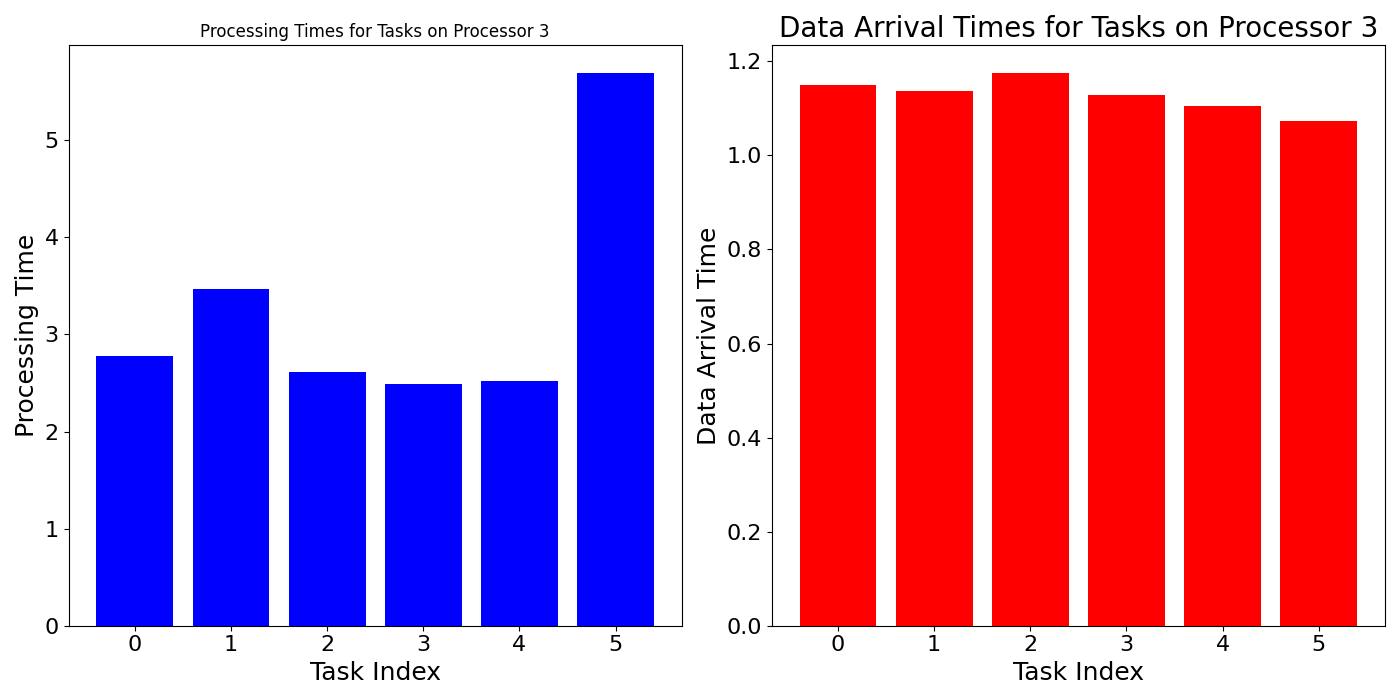 Processing Times for Tasks on Processor 3
Processing Time
5
4
3
2
1
0
0 1 2 3 4 5
Task Index
Data Arrival Times for Tasks on Processor 3
Data Arrival Time
1.2
1.0
0.8
0.6
0.4
0.2
0.0
0 1 2 3 4 5
Task Index